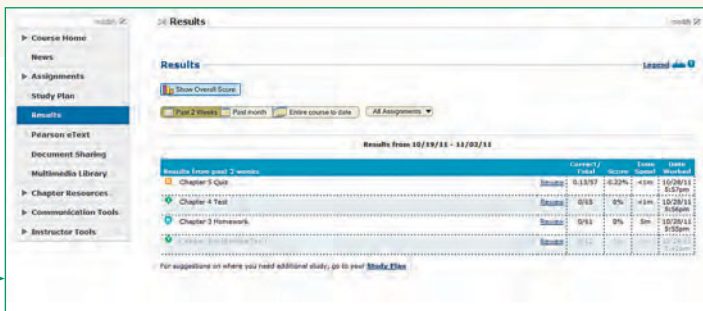 modify
Results
modify
Course Home
News
Assignments
Study Plan
Results
Pearson eText
Document Sharing
Multimedia Library
Chapter Resources
Communication Tools
Instructor Tools
Results
Legend
Show Overall Score
Past 2 Weeks Past month Entire course to date All Assignments
Results from 10/19/11 - 11/02/11
Results from past 2 weeks Correct/Total Score Time Spent Date Worked
Chapter 5 Quiz Review 0.13/57 0.22% <1m 10/28/11 5:57pm
Chapter 4 Test Review 0/15 0% <1m 10/28/11 5:56pm
Chapter 3 Homework Review 0/51 0% 5m 10/28/11 5:55pm
Review
For suggestions on where you need additional study, go to your Study Plan